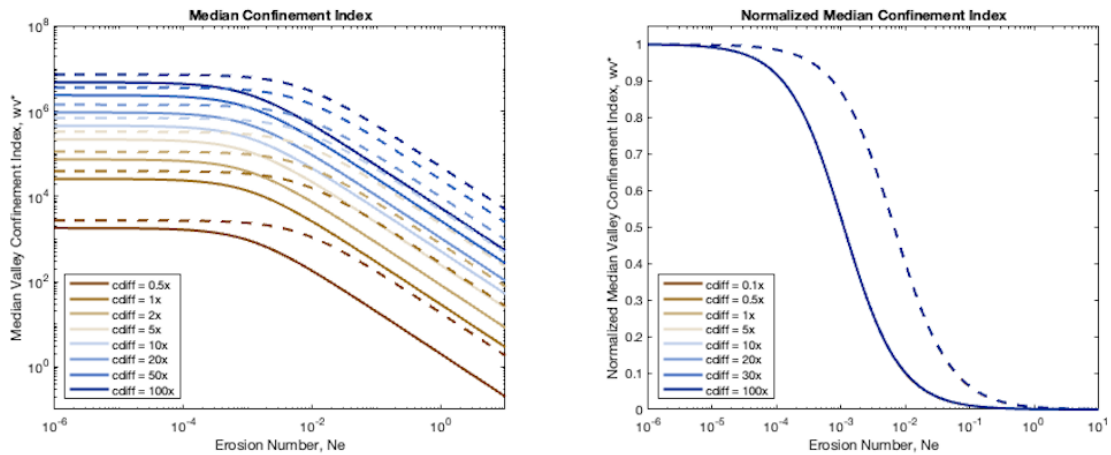 Median Confinement Index
Median Valley Confinement Index, wv*
10^8
10^6
10^4
10^2
10^0
cdiff = 0.5x
cdiff = 1x
cdiff = 2x
cdiff = 5x
cdiff = 10x
cdiff = 20x
cdiff = 50x
cdiff = 100x
10^-6
10^-4
10^-2
10^0
Erosion Number, Ne
Normalized Median Confinement Index
Normalized Median Valley Confinement Index, wv*
1
0.9
0.8
0.7
0.6
0.5
0.4
0.3
0.2
0.1
0
cdiff = 0.1x
cdiff = 0.5x
cdiff = 1x
cdiff = 5x
cdiff = 10x
cdiff = 20x
cdiff = 30x
cdiff = 100x
10^-6
10^-5
10^-4
10^-3
10^-2
10^-1
10^0
10^1
Erosion Number, Ne